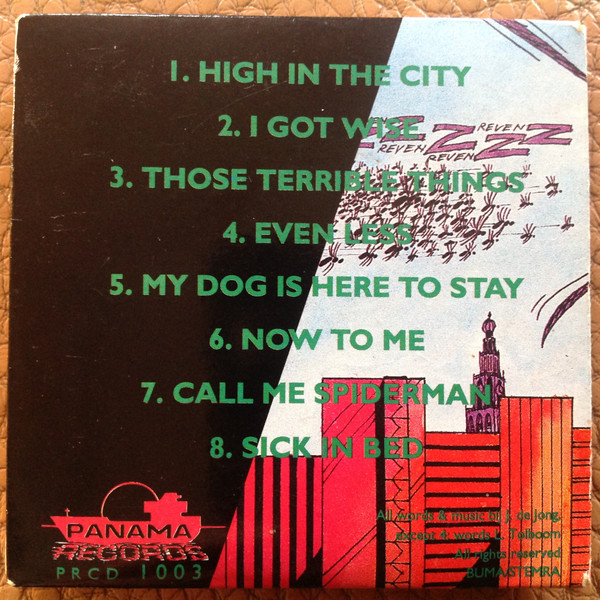 1. HIGH IN THE CITY
2. I GOT WISE
ZZZZZ
REVEN
REVEN
REVEN
3. THOSE TERRIBLE THINGS
4. EVEN LESS
5. MY DOG IS HERE TO STAY
6. NOW TO ME
7. CALL ME SPIDERMAN
8. SICK IN BED
PANAMA
RECORDS
PRCD 1003
All words & music bij J. de Jong.
except 4: words L. Tolboom
All rights reserved
BUMA/STEMRA